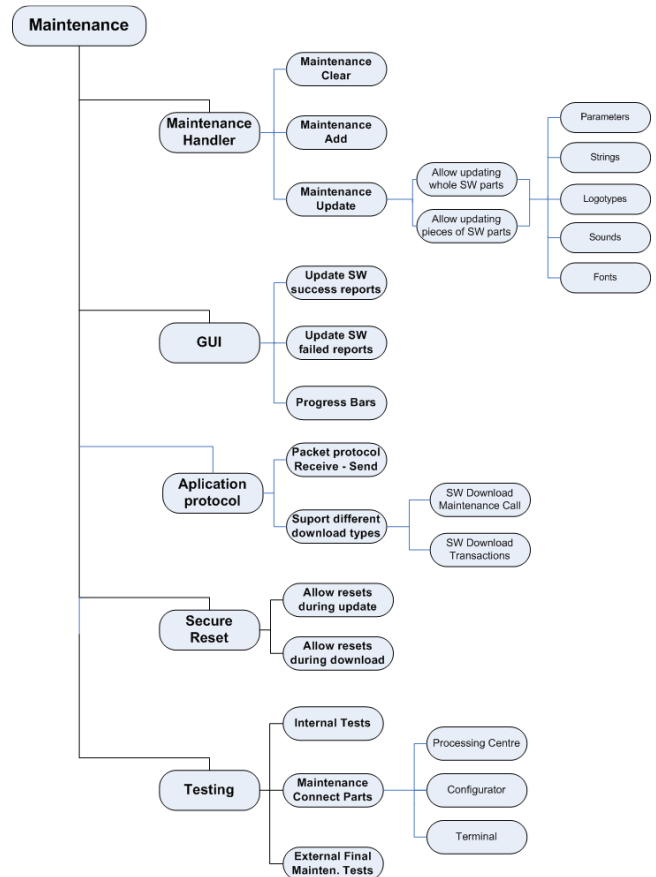 Maintenance
Maintenance
Handler
Maintenance
Clear
Maintenance
Add
Maintenance
Update
Allow updating
whole SW parts
Allow updating
pieces of SW parts
Parameters
Strings
Logotypes
Sounds
Fonts
GUI
Update SW
success reports
Update SW
failed reports
Progress Bars
Aplication
protocol
Packet protocol
Receive - Send
Suport different
download types
SW Download
Maintenance Call
SW Download
Transactions
Secure
Reset
Allow resets
during update
Allow resets
during download
Testing
Internal Tests
Maintenance
Connect Parts
Processing Centre
Configurator
Terminal
External Final
Mainten. Tests